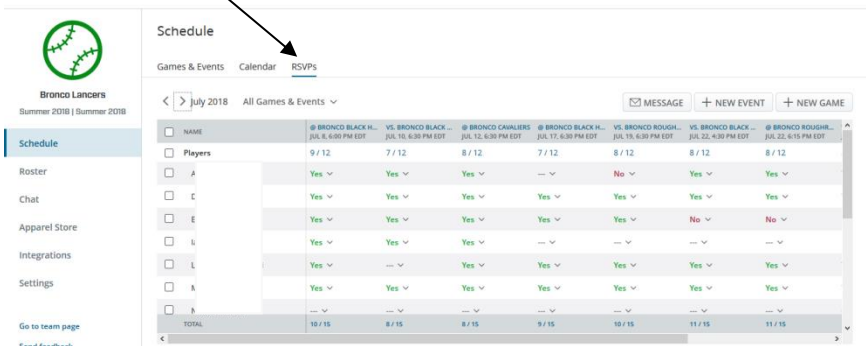 Schedule
Games & Events Calendar RSVPs
Bronco Lancers
Summer 2018 | Summer 2018
< > July 2018 All Games & Events MESSAGE + NEW EVENT + NEW GAME
NAME @ BRONCO BLACK H... VS. BRONCO BLACK ... @ BRONCO CAVALIERS @ BRONCO BLACK H... VS. BRONCO ROUGH... VS. BRONCO BLACK ... @ BRONCO ROUGHR...
JUL 8, 6:00 PM EDT JUL 10, 6:30 PM EDT JUL 12, 6:30 PM EDT JUL 17, 6:30 PM EDT JUL 19, 6:30 PM EDT JUL 22, 4:30 PM EDT JUL 22, 6:15 PM EDT
Players 9 / 12 7 / 12 8 / 12 7 / 12 8 / 12 8 / 12 8 / 12
A Yes Yes Yes --- No Yes Yes
Yes Yes Yes Yes Yes Yes Yes
E Yes Yes Yes Yes Yes No No
Yes Yes Yes --- --- --- ---
L Yes --- Yes Yes Yes Yes Yes
Yes Yes Yes Yes Yes Yes Yes
--- --- --- --- --- --- ---
TOTAL 10 / 15 8 / 15 8 / 15 9 / 15 10 / 15 11 / 15 11 / 15
Schedule
Roster
Chat
Apparel Store
Integrations
Settings
Go to team page
Send feedback